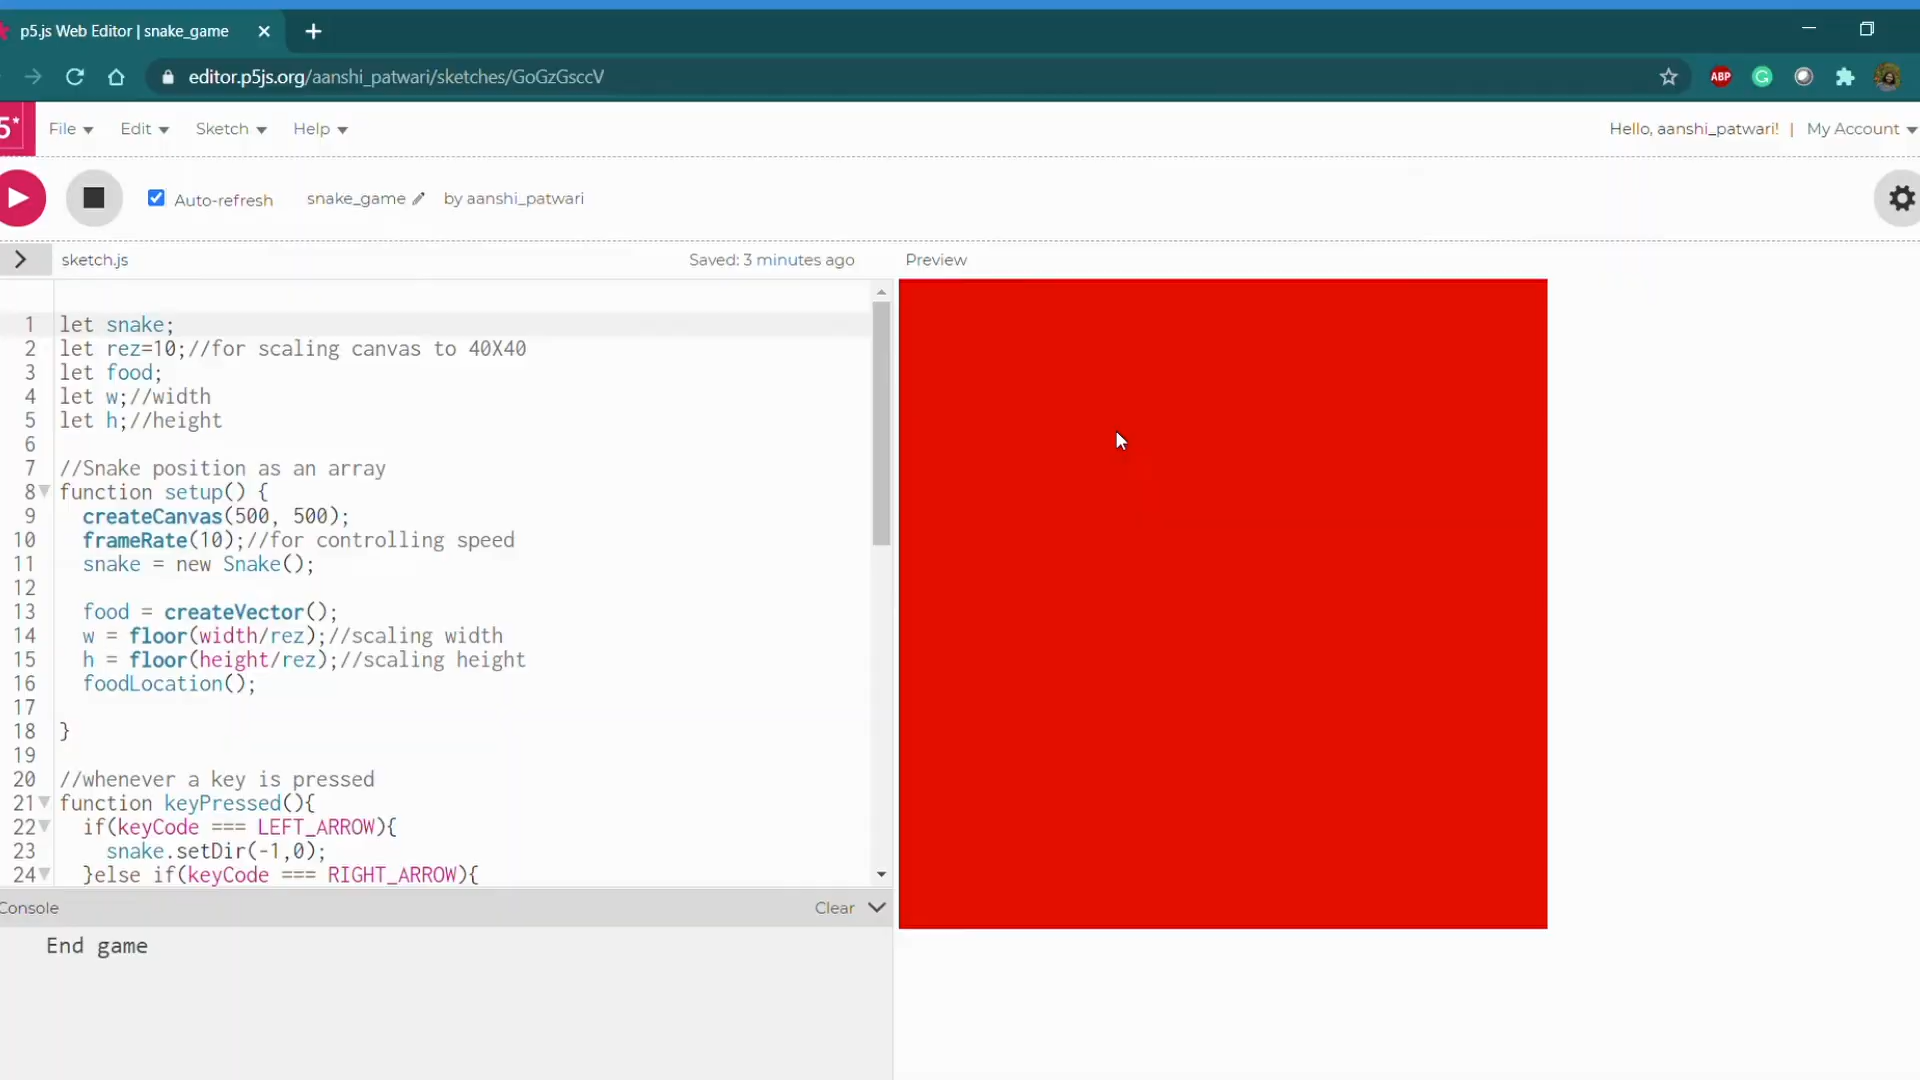 p5.js Web Editor | snake_game
editor.p5js.org/aanshi_patwari/sketches/GoGzGsccV
ABP
5*
File Edit Sketch Help
Hello, aanshi_patwari! | My Account
Auto-refresh snake_game by aanshi_patwari
sketch.js Saved: 3 minutes ago Preview
1 let snake;
2 let rez=10;//for scaling canvas to 40X40
3 let food;
4 let w;//width
5 let h;//height
6
7 //Snake position as an array
8 function setup() {
9 createCanvas(500, 500);
10 frameRate(10);//for controlling speed
11 snake = new Snake();
12
13 food = createVector();
14 w = floor(width/rez);//scaling width
15 h = floor(height/rez);//scaling height
16 foodLocation();
17
18 }
19
20 //whenever a key is pressed
21 function keyPressed(){
22 if(keyCode === LEFT_ARROW){
23 snake.setDir(-1,0);
24 }else if(keyCode === RIGHT_ARROW){
Console Clear
End game